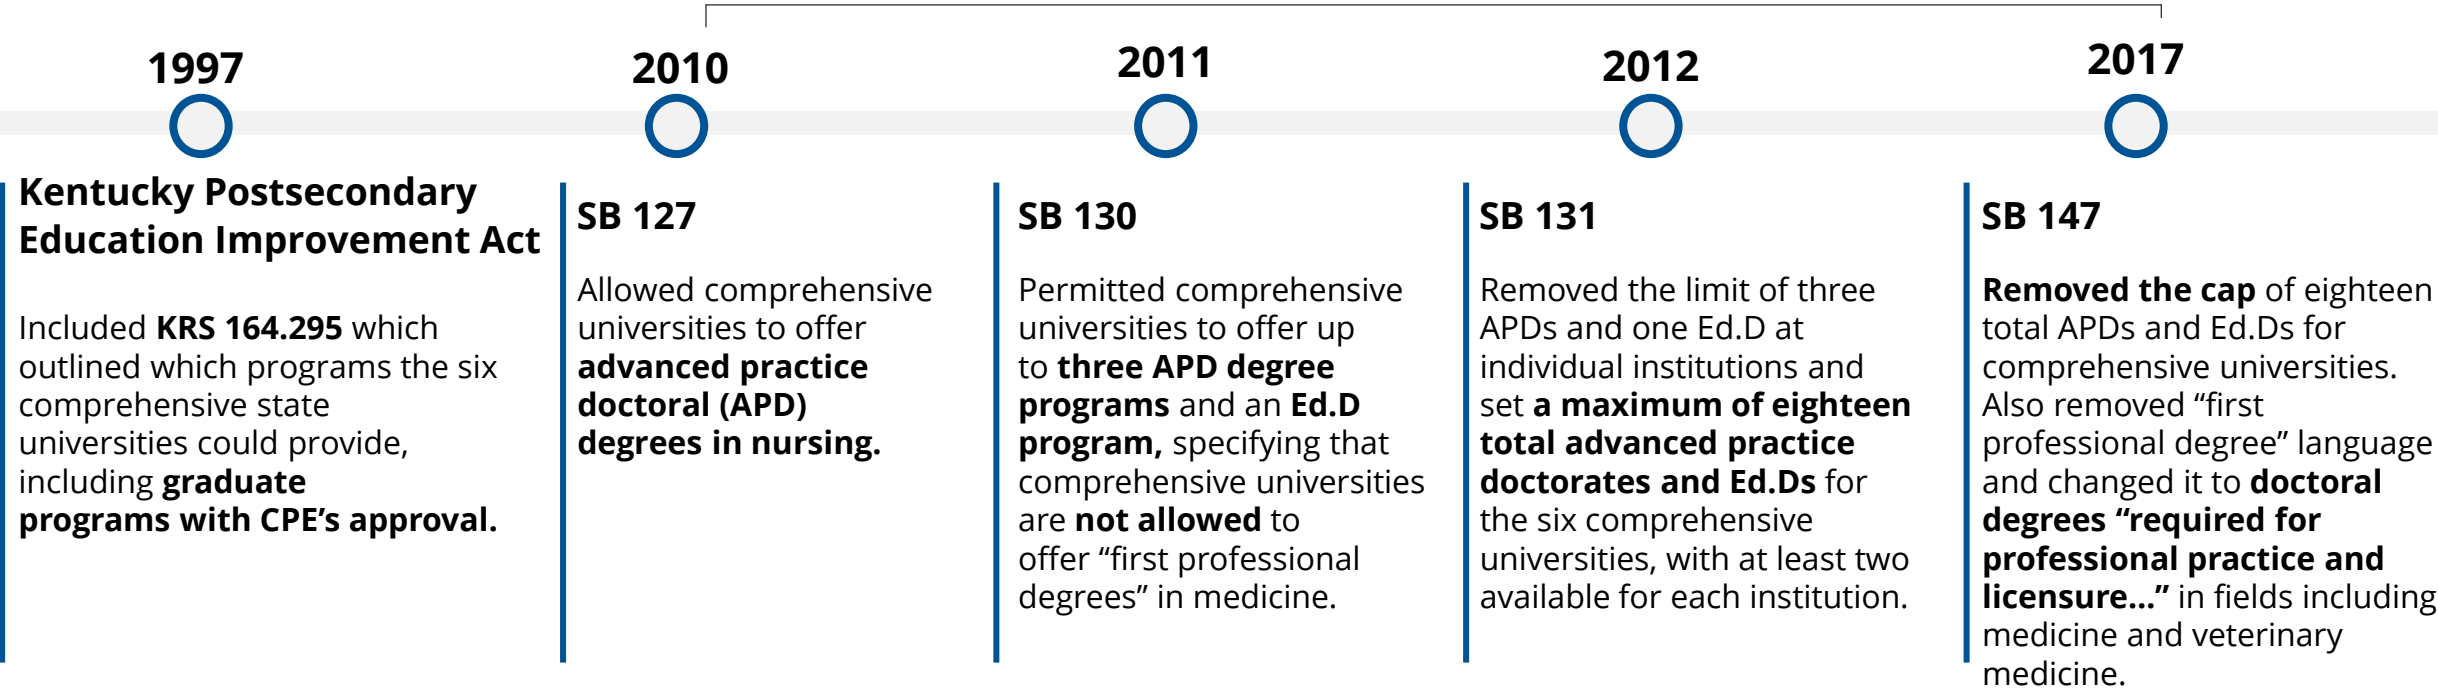 1997
Kentucky Postsecondary
Education Improvement Act
Included KRS 164.295 which
outlined which programs the six
comprehensive state
universities could provide,
including graduate
programs with CPE’s approval.
2010
SB 127
Allowed comprehensive
universities to offer
advanced practice
doctoral (APD)
degrees in nursing.
2011
SB 130
Permitted comprehensive
universities to offer up
to three APD degree
programs and an Ed.D
program, specifying that
comprehensive universities
are not allowed to
offer “first professional
degrees” in medicine.
2012
SB 131
Removed the limit of three
APDs and one Ed.D at
individual institutions and
set a maximum of eighteen
total advanced practice
doctorates and Ed.Ds for
the six comprehensive
universities, with at least two
available for each institution.
2017
SB 147
Removed the cap of eighteen
total APDs and Ed.Ds for
comprehensive universities.
Also removed “first
professional degree” language
and changed it to doctoral
degrees “required for
professional practice and
licensure...” in fields including
medicine and veterinary
medicine.